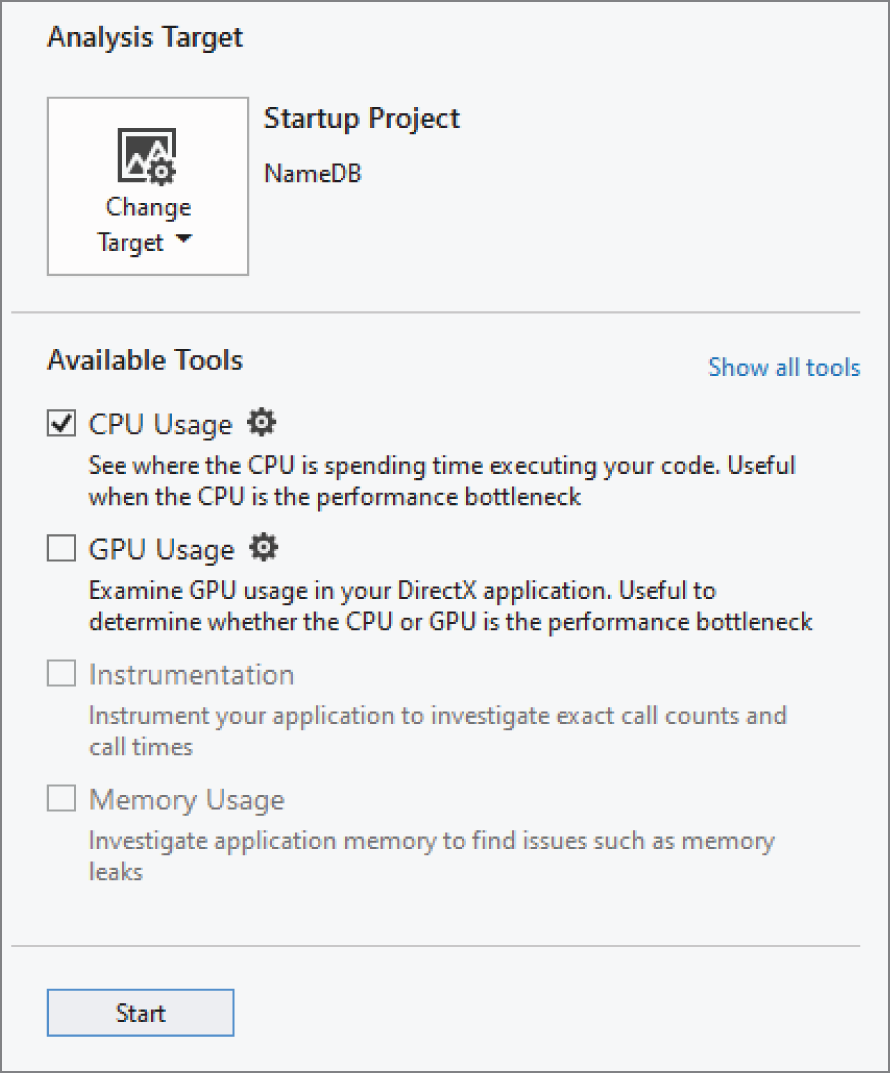 Analysis Target
Startup Project
NameDB
Change
Target
Available Tools
Show all tools
CPU Usage
See where the CPU is spending time executing your code. Useful
when the CPU is the performance bottleneck
GPU Usage
Examine GPU usage in your DirectX application. Useful to
determine whether the CPU or GPU is the performance bottleneck
Instrumentation
Instrument your application to investigate exact call counts and
call times
Memory Usage
Investigate application memory to find issues such as memory
leaks
Start